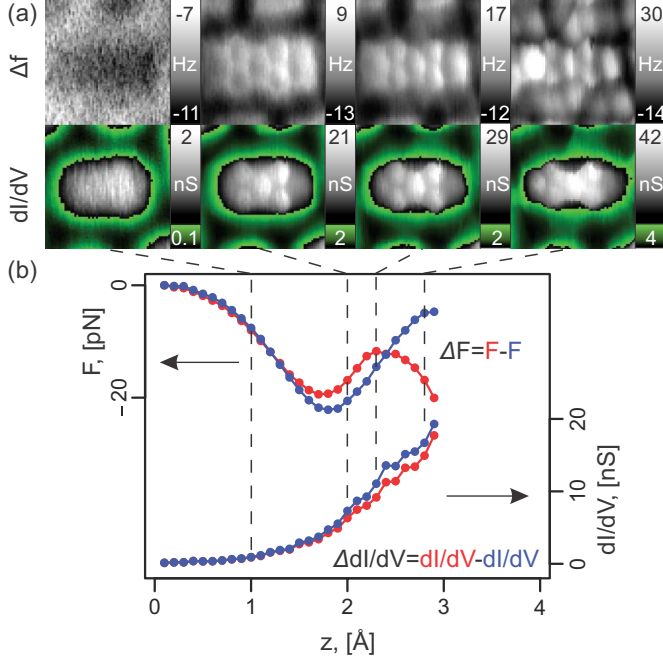 (a)
Δf
-7
Hz
-11
9
Hz
-13
17
Hz
-12
30
Hz
-14
dI/dV
2
nS
0.1
21
nS
2
29
nS
2
42
nS
4
(b)
F, [pN]
0
-20
ΔF=F-F
20
10
0
dI/dV, [nS]
ΔdI/dV=dI/dV-dI/dV
0 1 2 3 4
z, [Å]